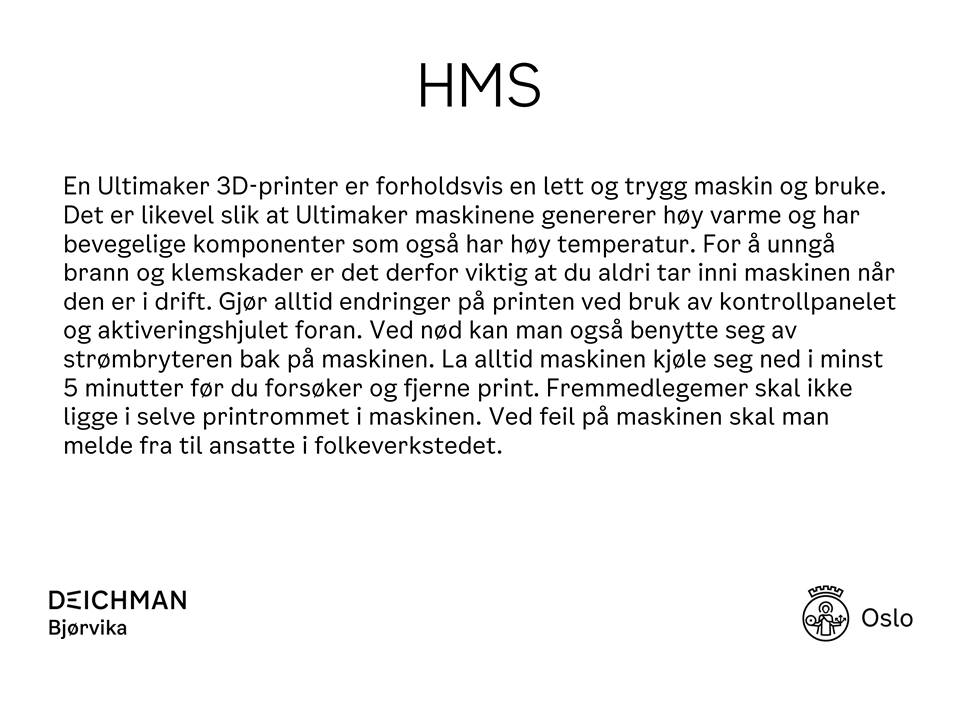 HMS
En Ultimaker 3D-printer er forholdsvis en lett og trygg maskin og bruke.
Det er likevel slik at Ultimaker maskinene genererer høy varme og har
bevegelige komponenter som også har høy temperatur. For å unngå
brann og klemskader er det derfor viktig at du aldri tar inni maskinen når
den er i drift. Gjør alltid endringer på printen ved bruk av kontrollpanelet
og aktiveringshjulet foran. Ved nød kan man også benytte seg av
strømbryteren bak på maskinen. La alltid maskinen kjøle seg ned i minst
5 minutter før du forsøker og fjerne print. Fremmedlegemer skal ikke
ligge i selve printrommet i maskinen. Ved feil på maskinen skal man
melde fra til ansatte i folkeverkstedet.
DEICHMAN
Bjørvika
Oslo